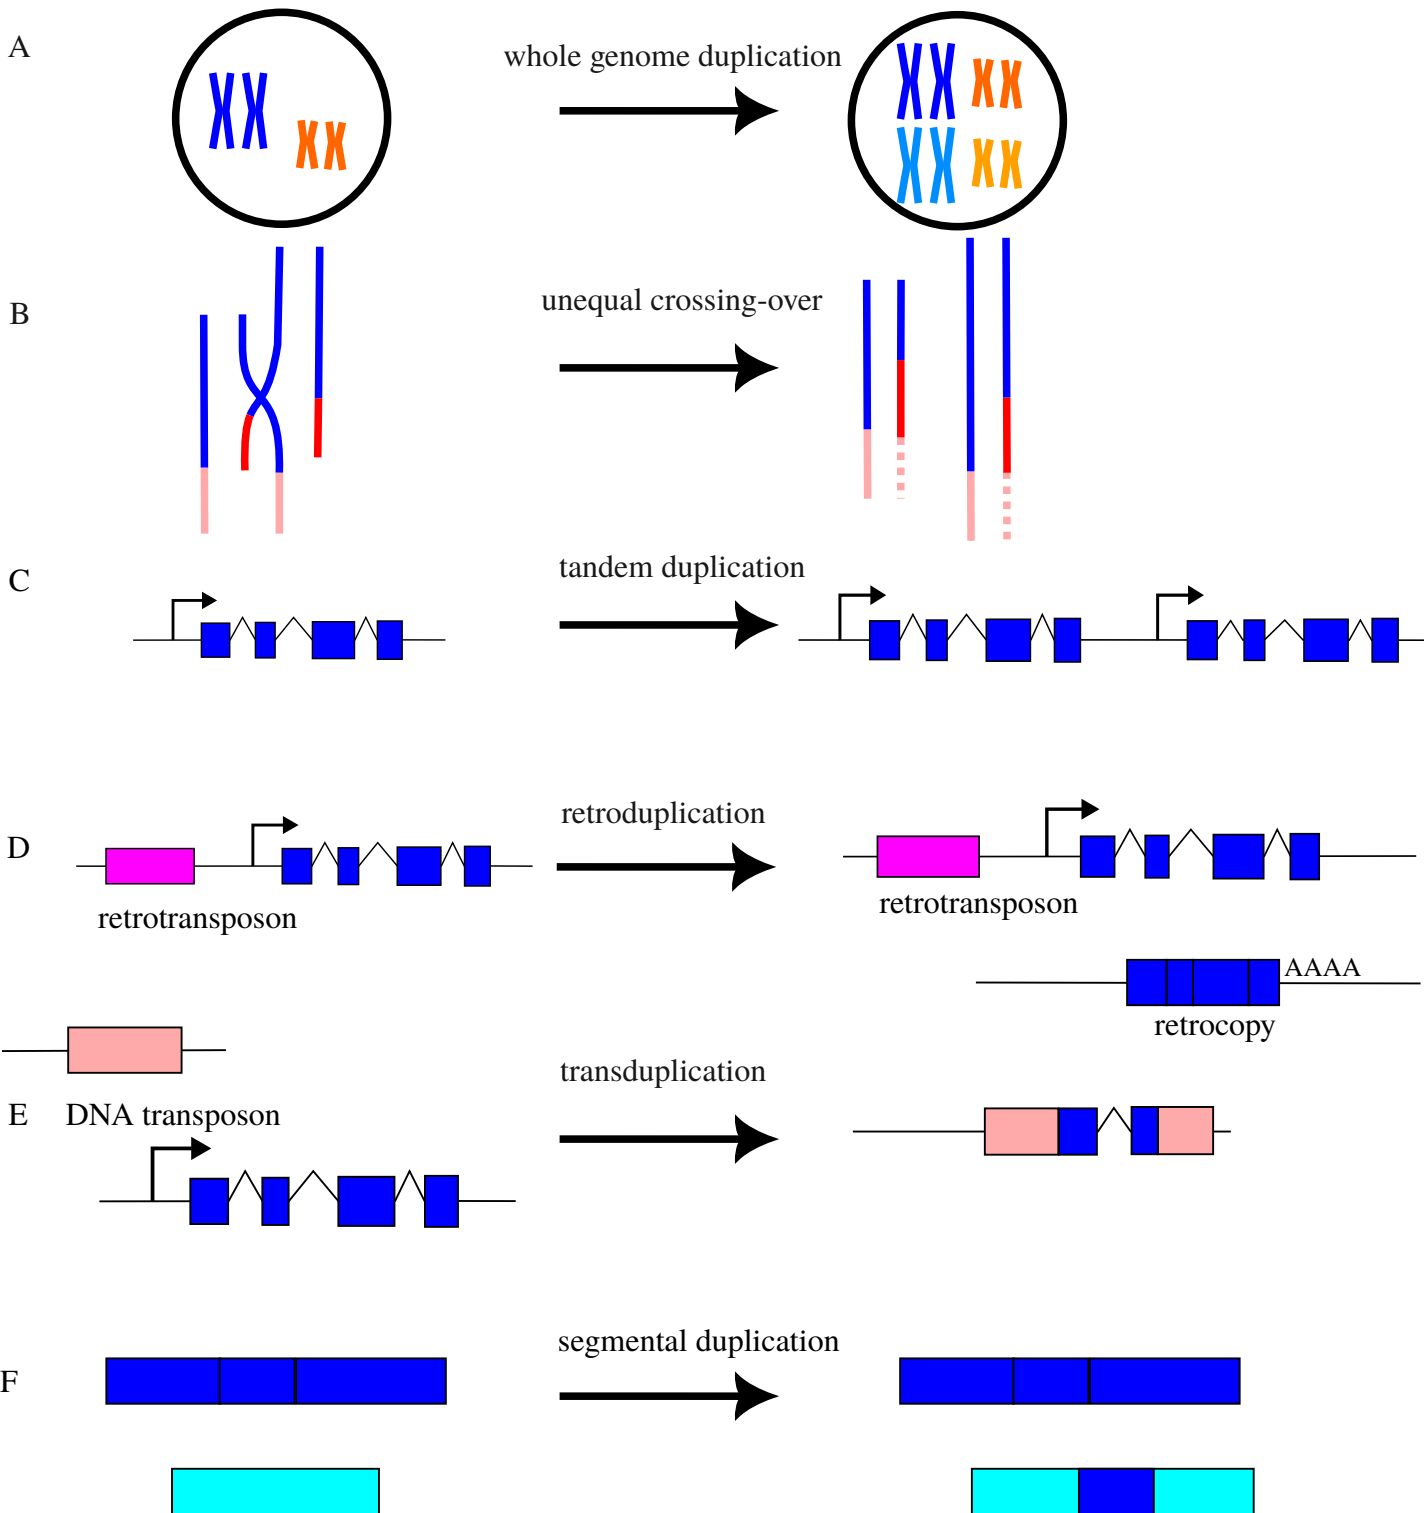 A
whole genome duplication
B
unequal crossing-over
C
tandem duplication
D
retroduplication
retrotransposon
retrotransposon
AAAA
retrocopy
transduplication
E
DNA transposon
segmental duplication
F